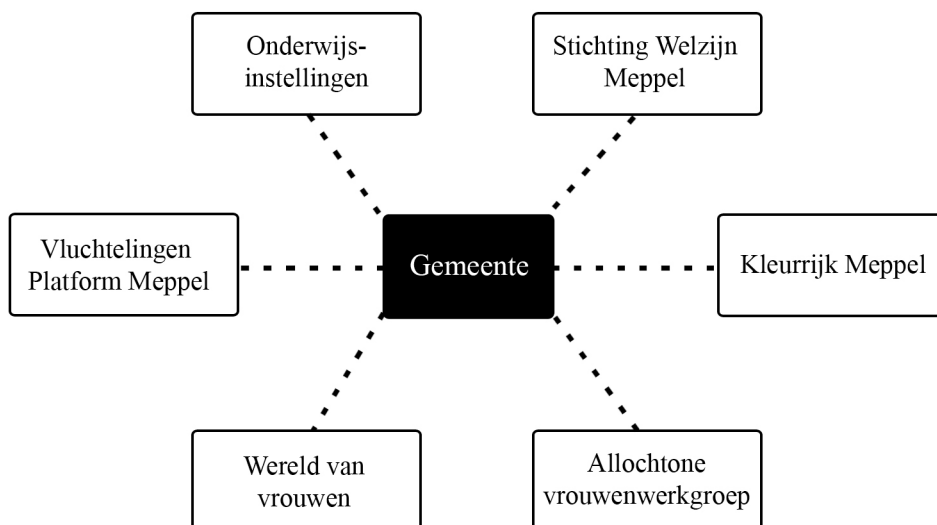 Onderwijs-
instellingen
Stichting Welzijn
Meppel
Vluchtelingen
Platform Meppel
Gemeente
Kleurrijk Meppel
Wereld van
vrouwen
Allochtone
vrouwenwerkgroep